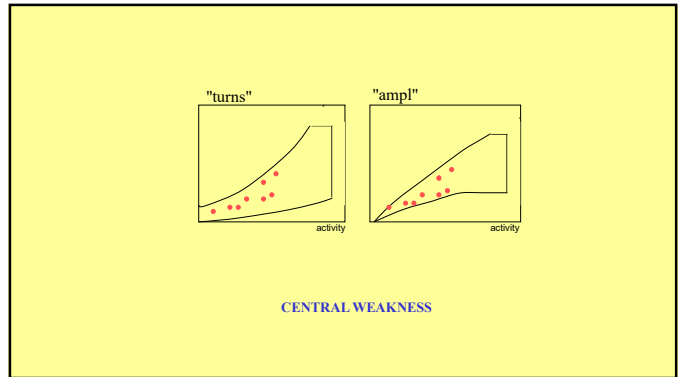 "turns"
"ampl"
activity
activity
CENTRAL WEAKNESS